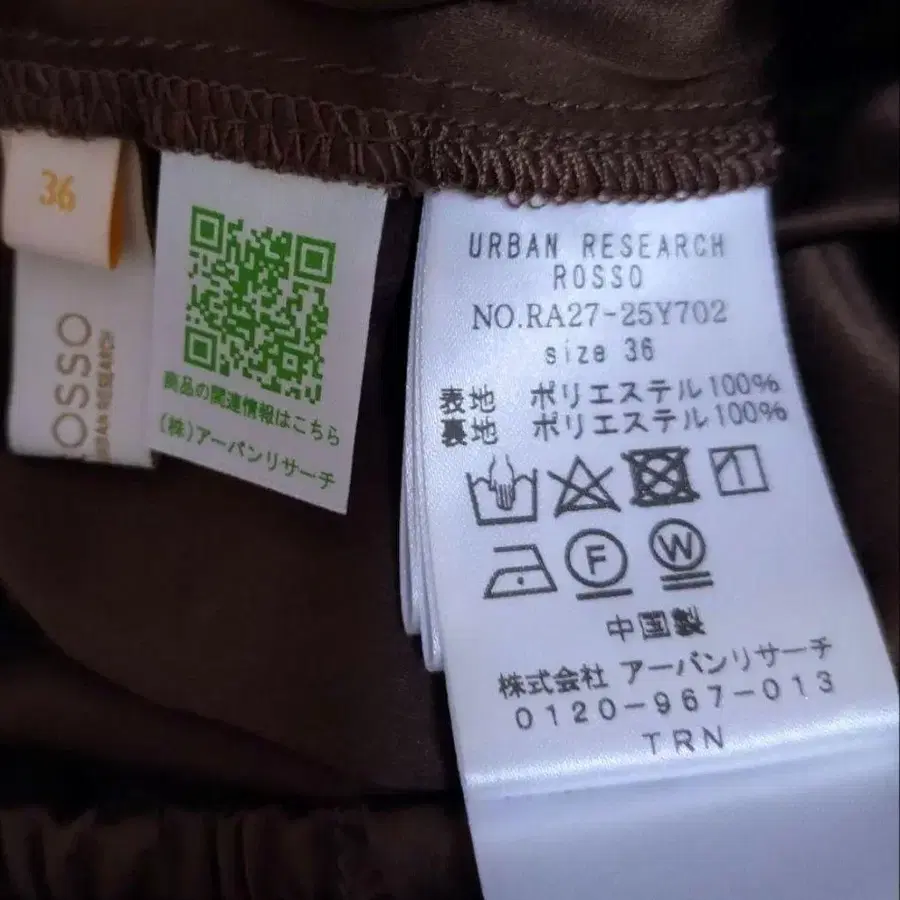 36
ROSSO
URBAN RESEARCH
商品の関連情報はこちら
(株)アーバンリサーチ
URBAN RESEARCH
ROSSO
NO.RA27-25Y702
size 36
表地 ポリエステル100%
裏地 ポリエステル100%
F W
中国製
株式会社 アーバンリサーチ
0120-967-013
TRN